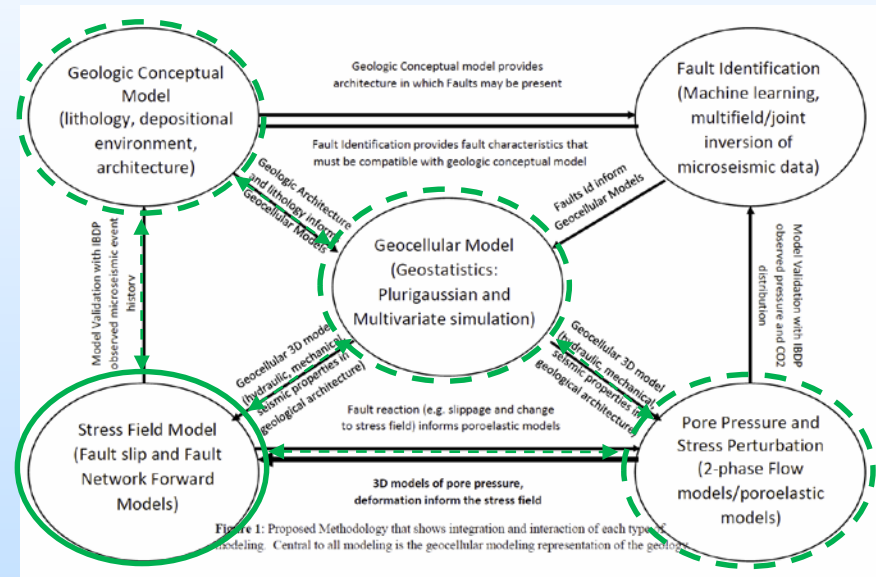 Geologic Conceptual
Model
(lithology, depositional
environment,
architecture)
Geologic Conceptual model provides
architecture in which Faults may be present
Fault Identification provides fault characteristics that
must be compatible with geologic conceptual model
Fault Identification
(Machine learning,
multifield/joint
inversion of
microseismic data)
Geologic Architecture
and lithology inform
Geocellular Models
Faults id inform
Geocellular Models
Geocellular Model
(Geostatistics:
Plurigaussian and
Multivariate simulation)
Model Validation with IBDP
observed microseismic event
history
Model Validation with IBDP
observed pressure and CO2
distribution
Geocellular 3D model
(hydraulic, mechanical,
seismic properties in
geological architecture)
Geocellular 3D model
(hydraulic, mechanical,
seismic properties in
geological architecture)
Stress Field Model
(Fault slip and Fault
Network Forward
Models)
Fault reaction (e.g. slippage and change
to stress field) informs poroelastic models
3D models of pore pressure,
deformation inform the stress field
Pore Pressure and
Stress Perturbation
(2-phase Flow
models/poroelastic
models)
Figure 1: Proposed Methodology that shows integration and interaction of each type of
modeling. Central to all modeling is the geocellular modeling representation of the geology